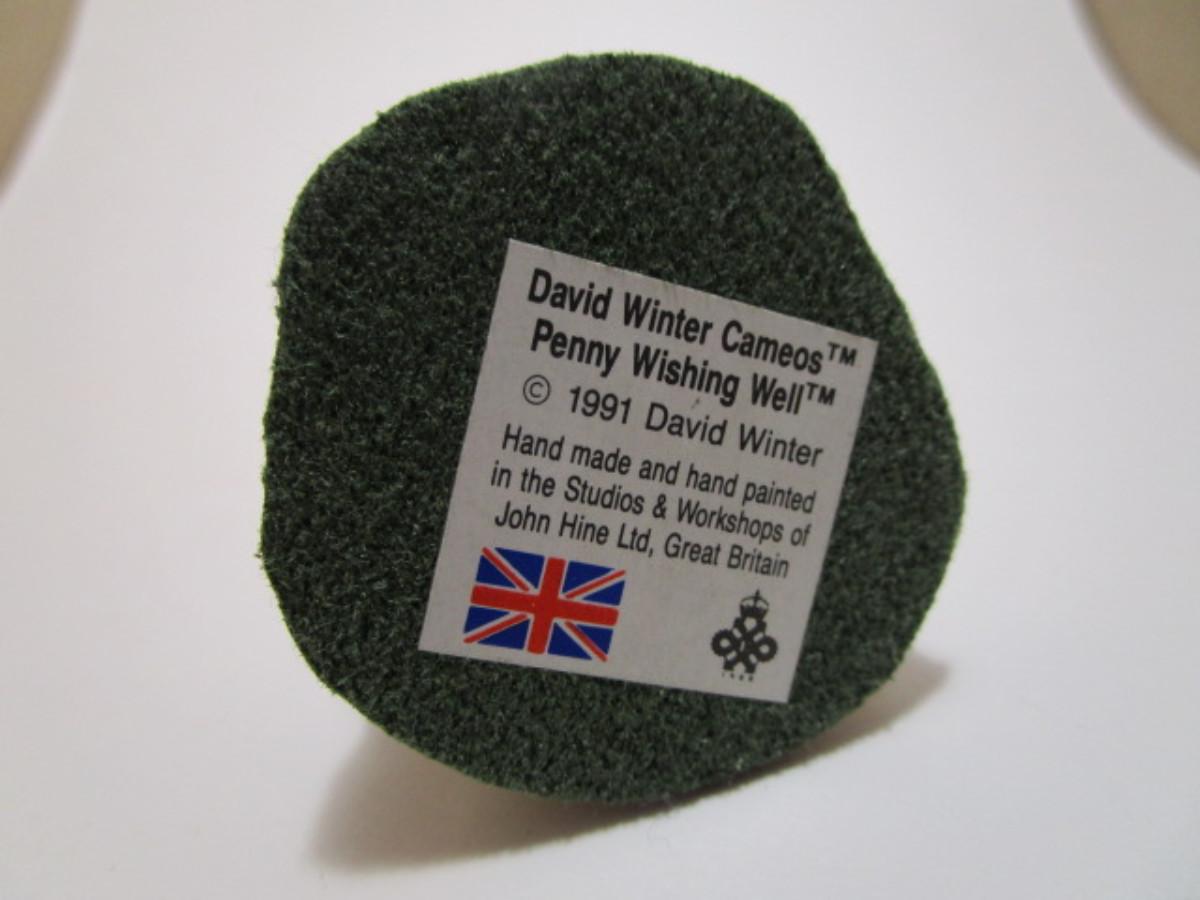 David Winter Cameos™
Penny Wishing Well™
© 1991 David Winter
Hand made and hand painted
in the Studios & Workshops of
John Hine Ltd, Great Britain